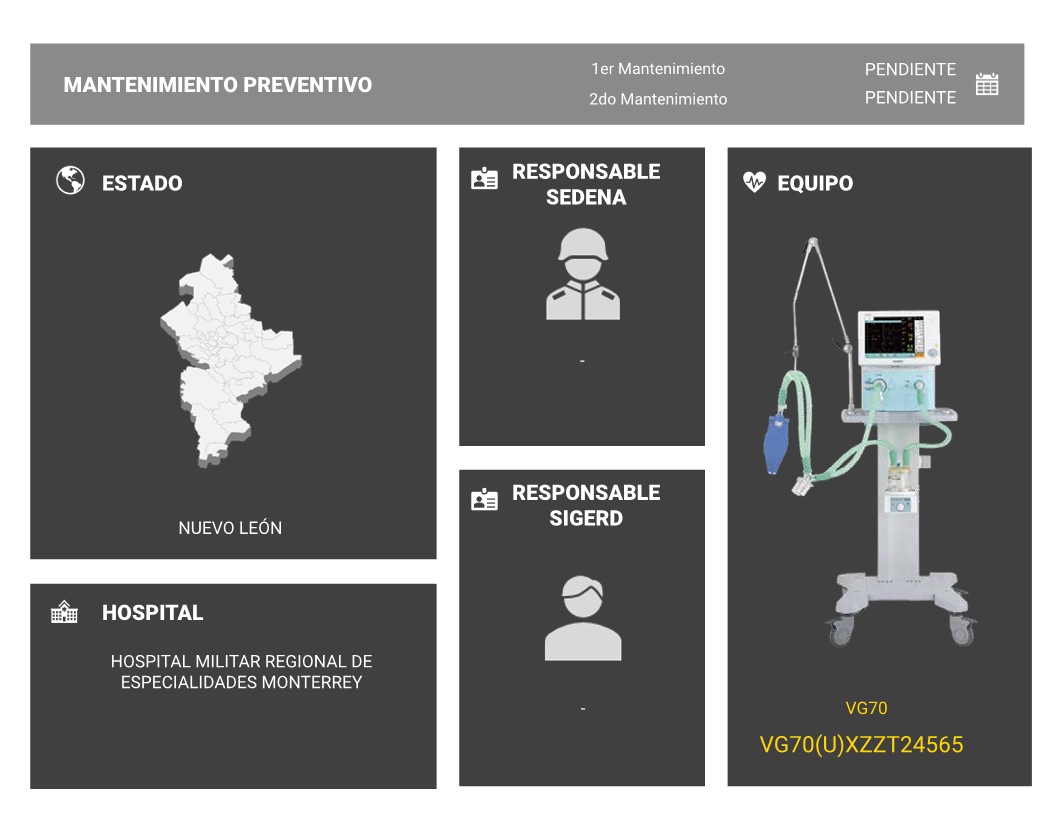 MANTENIMIENTO PREVENTIVO
1er Mantenimiento
PENDIENTE
2do Mantenimiento
PENDIENTE
ESTADO
NUEVO LEÓN
HOSPITAL
HOSPITAL MILITAR REGIONAL DE
ESPECIALIDADES MONTERREY
RESPONSABLE
SEDENA
-
RESPONSABLE
SIGERD
-
EQUIPO
VG70
VG70(U)XZZT24565